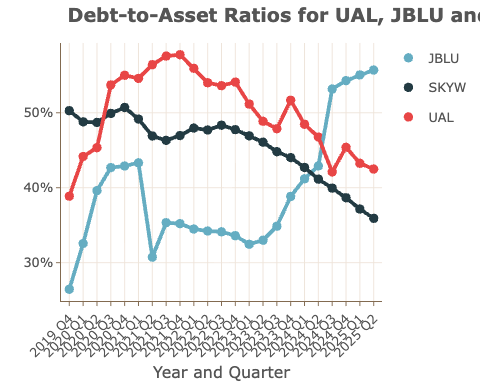 Debt-to-Asset Ratios for UAL, JBLU and
JBLU
SKYW
UAL
50%
40%
30%
2019 Q4
2020 Q1
2020 Q2
2020 Q3
2020 Q4
2021 Q1
2021 Q2
2021 Q3
2021 Q4
2022 Q1
2022 Q2
2022 Q3
2022 Q4
2023 Q1
2023 Q2
2023 Q3
2023 Q4
2024 Q1
2024 Q2
2024 Q3
2024 Q4
2025 Q1
2025 Q2
Year and Quarter